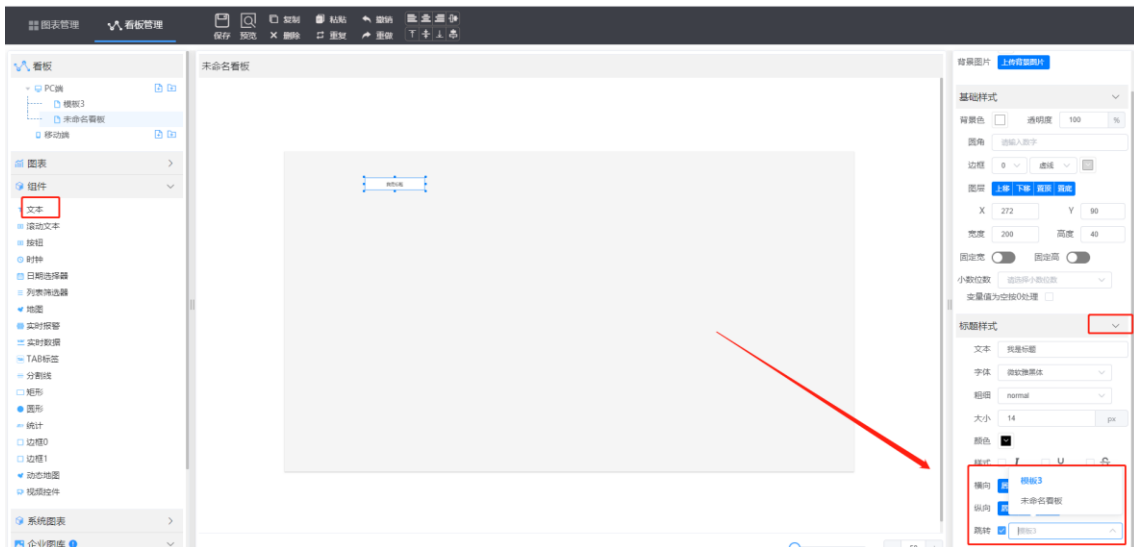 图表管理
看板管理
保存
预览
复制
粘贴
撤销
删除
重复
重做
看板
PC端
模板3
未命名看板
移动端
图表
组件
文本
滚动文本
按钮
时钟
日期选择器
列表筛选器
地图
实时报警
实时数据
TAB标签
分割线
矩形
圆形
统计
边框0
边框1
动态地图
视频控件
系统图表
企业图库
未命名看板
我是标题
背景图片 上传背景图片
基础样式
背景色 透明度 100 %
圆角 请输入数字
边框 0 虚线
图层 上移 下移 置顶 置底
X 272 Y 90
宽度 200 高度 40
固定宽 固定高
小数位数 请选择小数位数
变量值为空按0处理
标题样式
文本 我是标题
字体 微软雅黑体
粗细 normal
大小 14 px
颜色
样式 I U S
横向
模板3
未命名看板
纵向
跳转 模板3